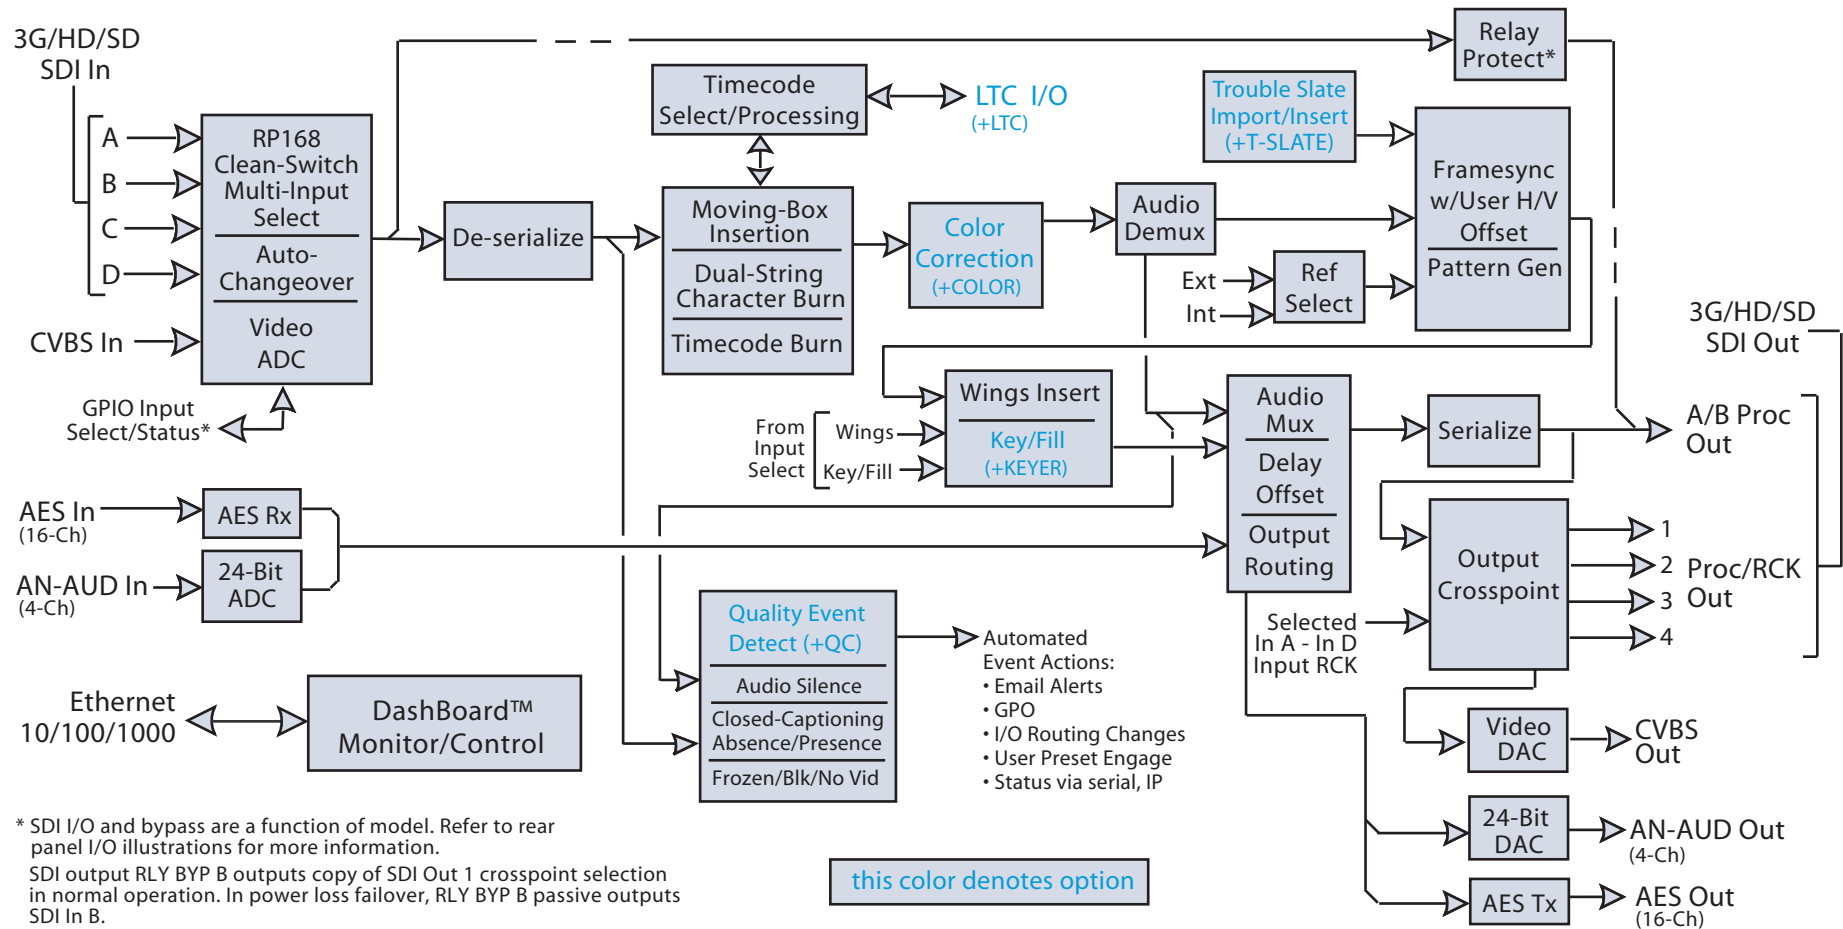 3G/HD/SD
SDI In
A
B
C
D
CVBS In
RP168
Clean-Switch
Multi-Input
Select
Auto-
Changeover
Video
ADC
GPIO Input
Select/Status*
De-serialize
Timecode
Select/Processing
LTC I/O
(+LTC)
Moving-Box
Insertion
Dual-String
Character Burn
Timecode Burn
Color
Correction
(+COLOR)
Audio
Demux
Trouble Slate
Import/Insert
(+T-SLATE)
Ext
Int
Ref
Select
Framesync
w/User H/V
Offset
Pattern Gen
Relay
Protect*
From
Input
Select
Wings
Key/Fill
Wings Insert
Key/Fill
(+KEYER)
Audio
Mux
Delay
Offset
Output
Routing
Serialize
3G/HD/SD
SDI Out
A/B Proc
Out
AES In
(16-Ch)
AES Rx
AN-AUD In
(4-Ch)
24-Bit
ADC
Selected
In A - In D
Input RCK
Output
Crosspoint
1
2
3
4
Proc/RCK
Out
Quality Event
Detect (+QC)
Audio Silence
Closed-Captioning
Absence/Presence
Frozen/Blk/No Vid
Automated
Event Actions:
• Email Alerts
• GPO
• I/O Routing Changes
• User Preset Engage
• Status via serial, IP
Ethernet
10/100/1000
DashBoard™
Monitor/Control
Video
DAC
CVBS
Out
24-Bit
DAC
AN-AUD Out
(4-Ch)
AES Tx
AES Out
(16-Ch)
* SDI I/O and bypass are a function of model. Refer to rear
panel I/O illustrations for more information.
SDI output RLY BYP B outputs copy of SDI Out 1 crosspoint selection
in normal operation. In power loss failover, RLY BYP B passive outputs
SDI In B.
this color denotes option